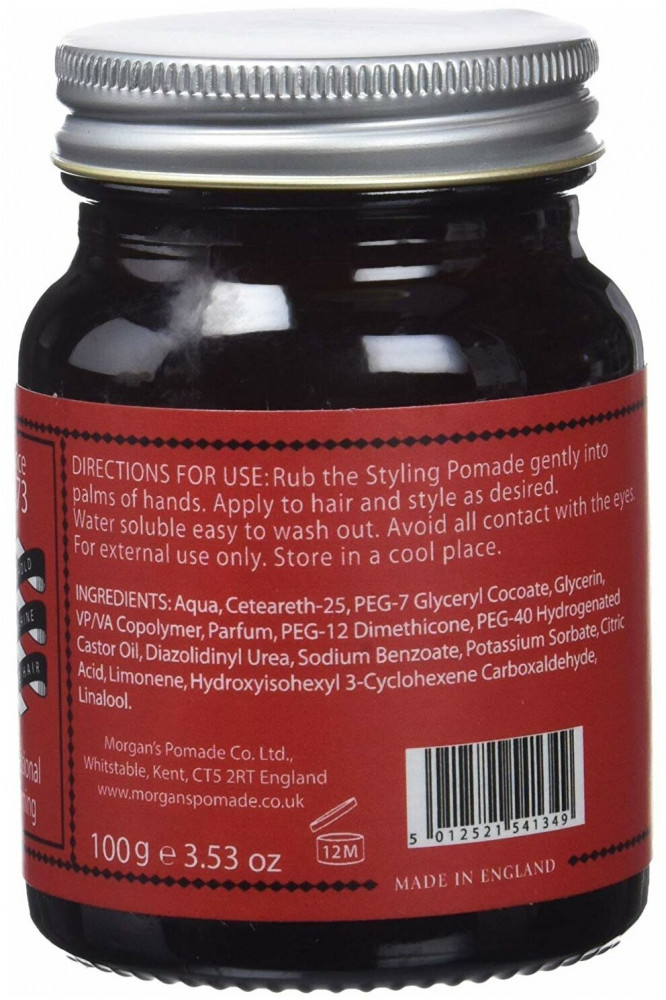 73
HAIR
DIRECTIONS FOR USE: Rub the Styling Pomade gently into
palms of hands. Apply to hair and style as desired.
Water soluble easy to wash out. Avoid all contact with the eyes.
For external use only. Store in a cool place.
INGREDIENTS: Aqua, Ceteareth-25, PEG-7 Glyceryl Cocoate, Glycerin,
VP/VA Copolymer, Parfum, PEG-12 Dimethicone, PEG-40 Hydrogenated
Castor Oil, Diazolidinyl Urea, Sodium Benzoate, Potassium Sorbate, Citric
Acid, Limonene, Hydroxyisohexyl 3-Cyclohexene Carboxaldehyde,
Linalool.
Morgan's Pomade Co. Ltd.,
Whitstable, Kent, CT5 2RT England
www.morganspomade.co.uk
100g e 3.53 oz
12M
5 012521 541349
MADE IN ENGLAND